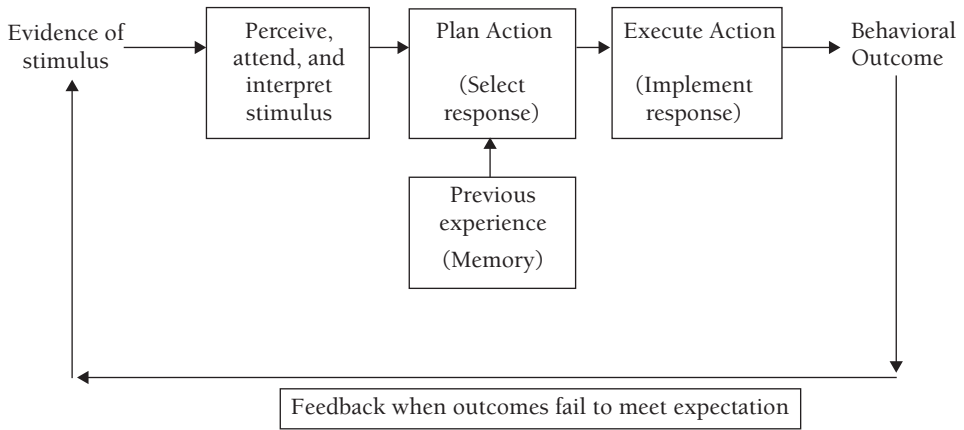 Evidence of
stimulus
Perceive,
attend, and
interpret
stimulus
Plan Action
(Select
response)
Execute Action
(Implement
response)
Behavioral
Outcome
Previous
experience
(Memory)
Feedback when outcomes fail to meet expectation